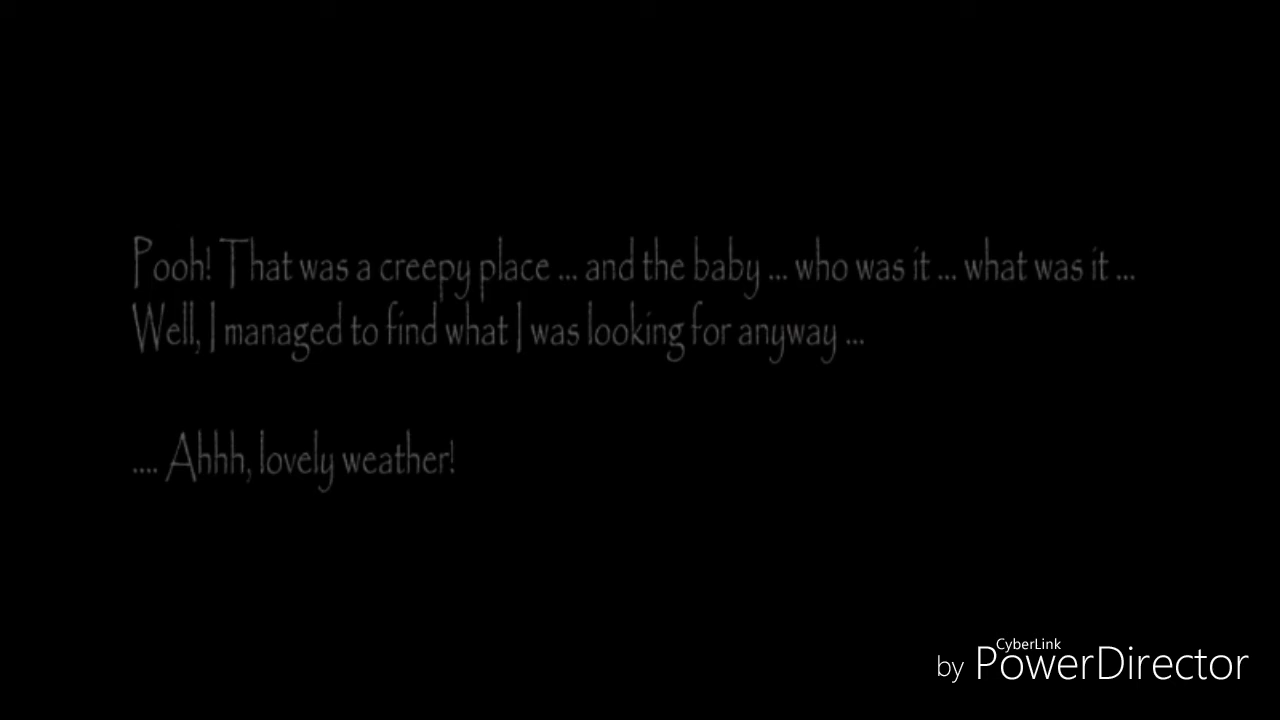 Pooh! That was a creepy place ... and the baby ... who was it ... what was it ...
Well, I managed to find what I was looking for anyway ...
.... Ahhh, lovely weather!
CyberLink
by PowerDirector